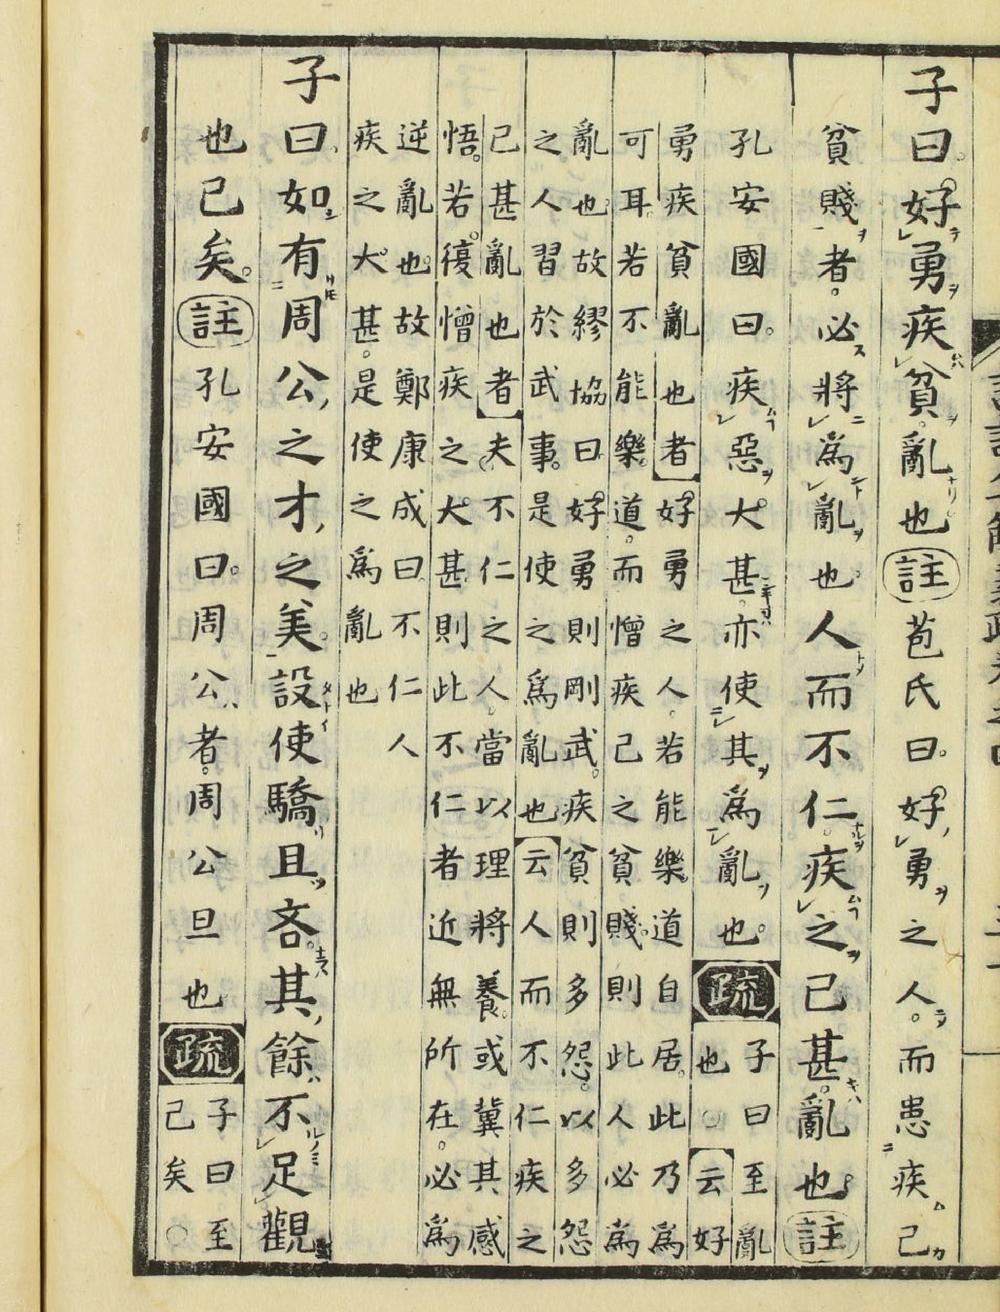 子曰好勇疾貧亂也註苞氏曰好勇之人而患疾己
貧賤者必將爲亂也人而不仁疾之已甚亂也註
孔安國曰疾惡大甚亦使其爲亂也疏
子曰至亂
也○云好
勇疾貧亂也者好勇之人若能樂道自居此乃爲
可耳若不能樂道而憎疾己之貧賤則此人必爲
亂也故繆協曰好勇則剛武疾貧則多怨以多怨
之人習於武事是使之爲亂也云人而不仁疾之
已甚亂也者夫不仁之人當以理將養或冀其感
悟若復憎疾之大甚則此不仁者近無所在必爲
逆亂也故鄭康成曰不仁人
疾之大甚是使之爲亂也
子曰如有周公之才之美設使驕且吝其餘不足觀
也已矣註孔安國曰周公者周公旦也疏
子曰至
已矣○